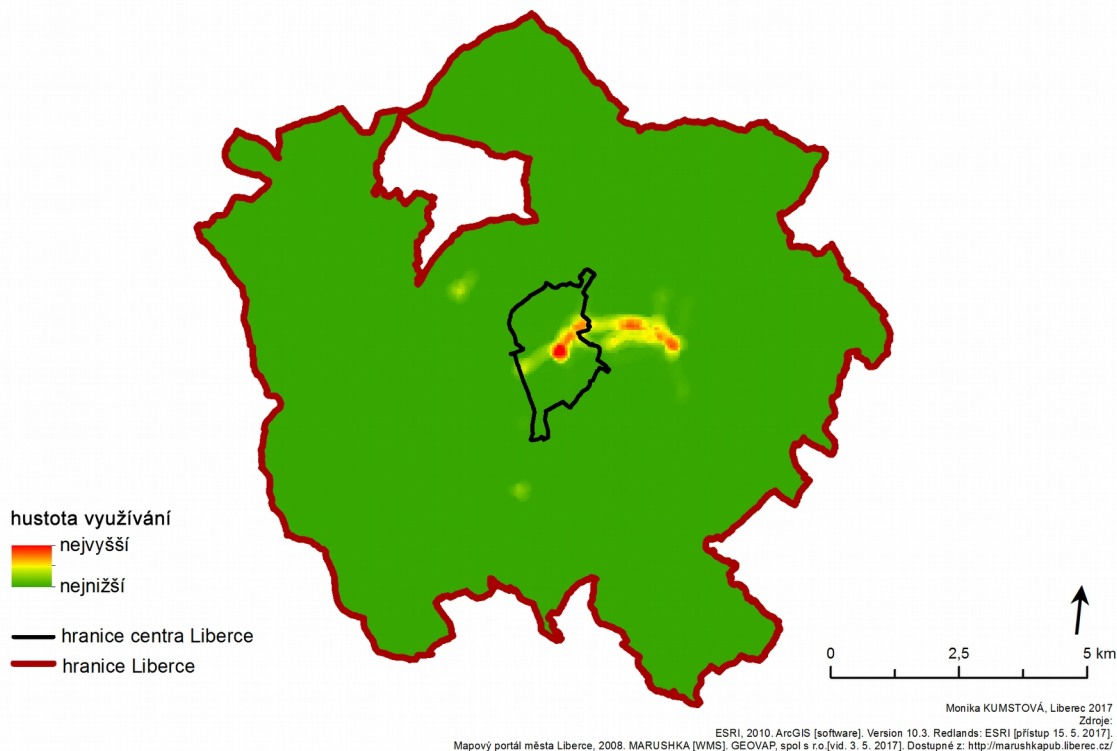 hustota využívání
nejvyšší
nejnižší
hranice centra Liberce
hranice Liberce
0 2,5 5 km
Monika KUMSTOVÁ, Liberec 2017
Zdroje:
ESRI, 2010. ArcGIS [software]. Version 10.3. Redlands: ESRI [přístup 15. 5. 2017].
Mapový portál města Liberce, 2008. MARUSHKA [WMS]. GEOVAP, spol s r.o.[vid. 3. 5. 2017]. Dostupné z: http://marushkapub.liberec.cz/